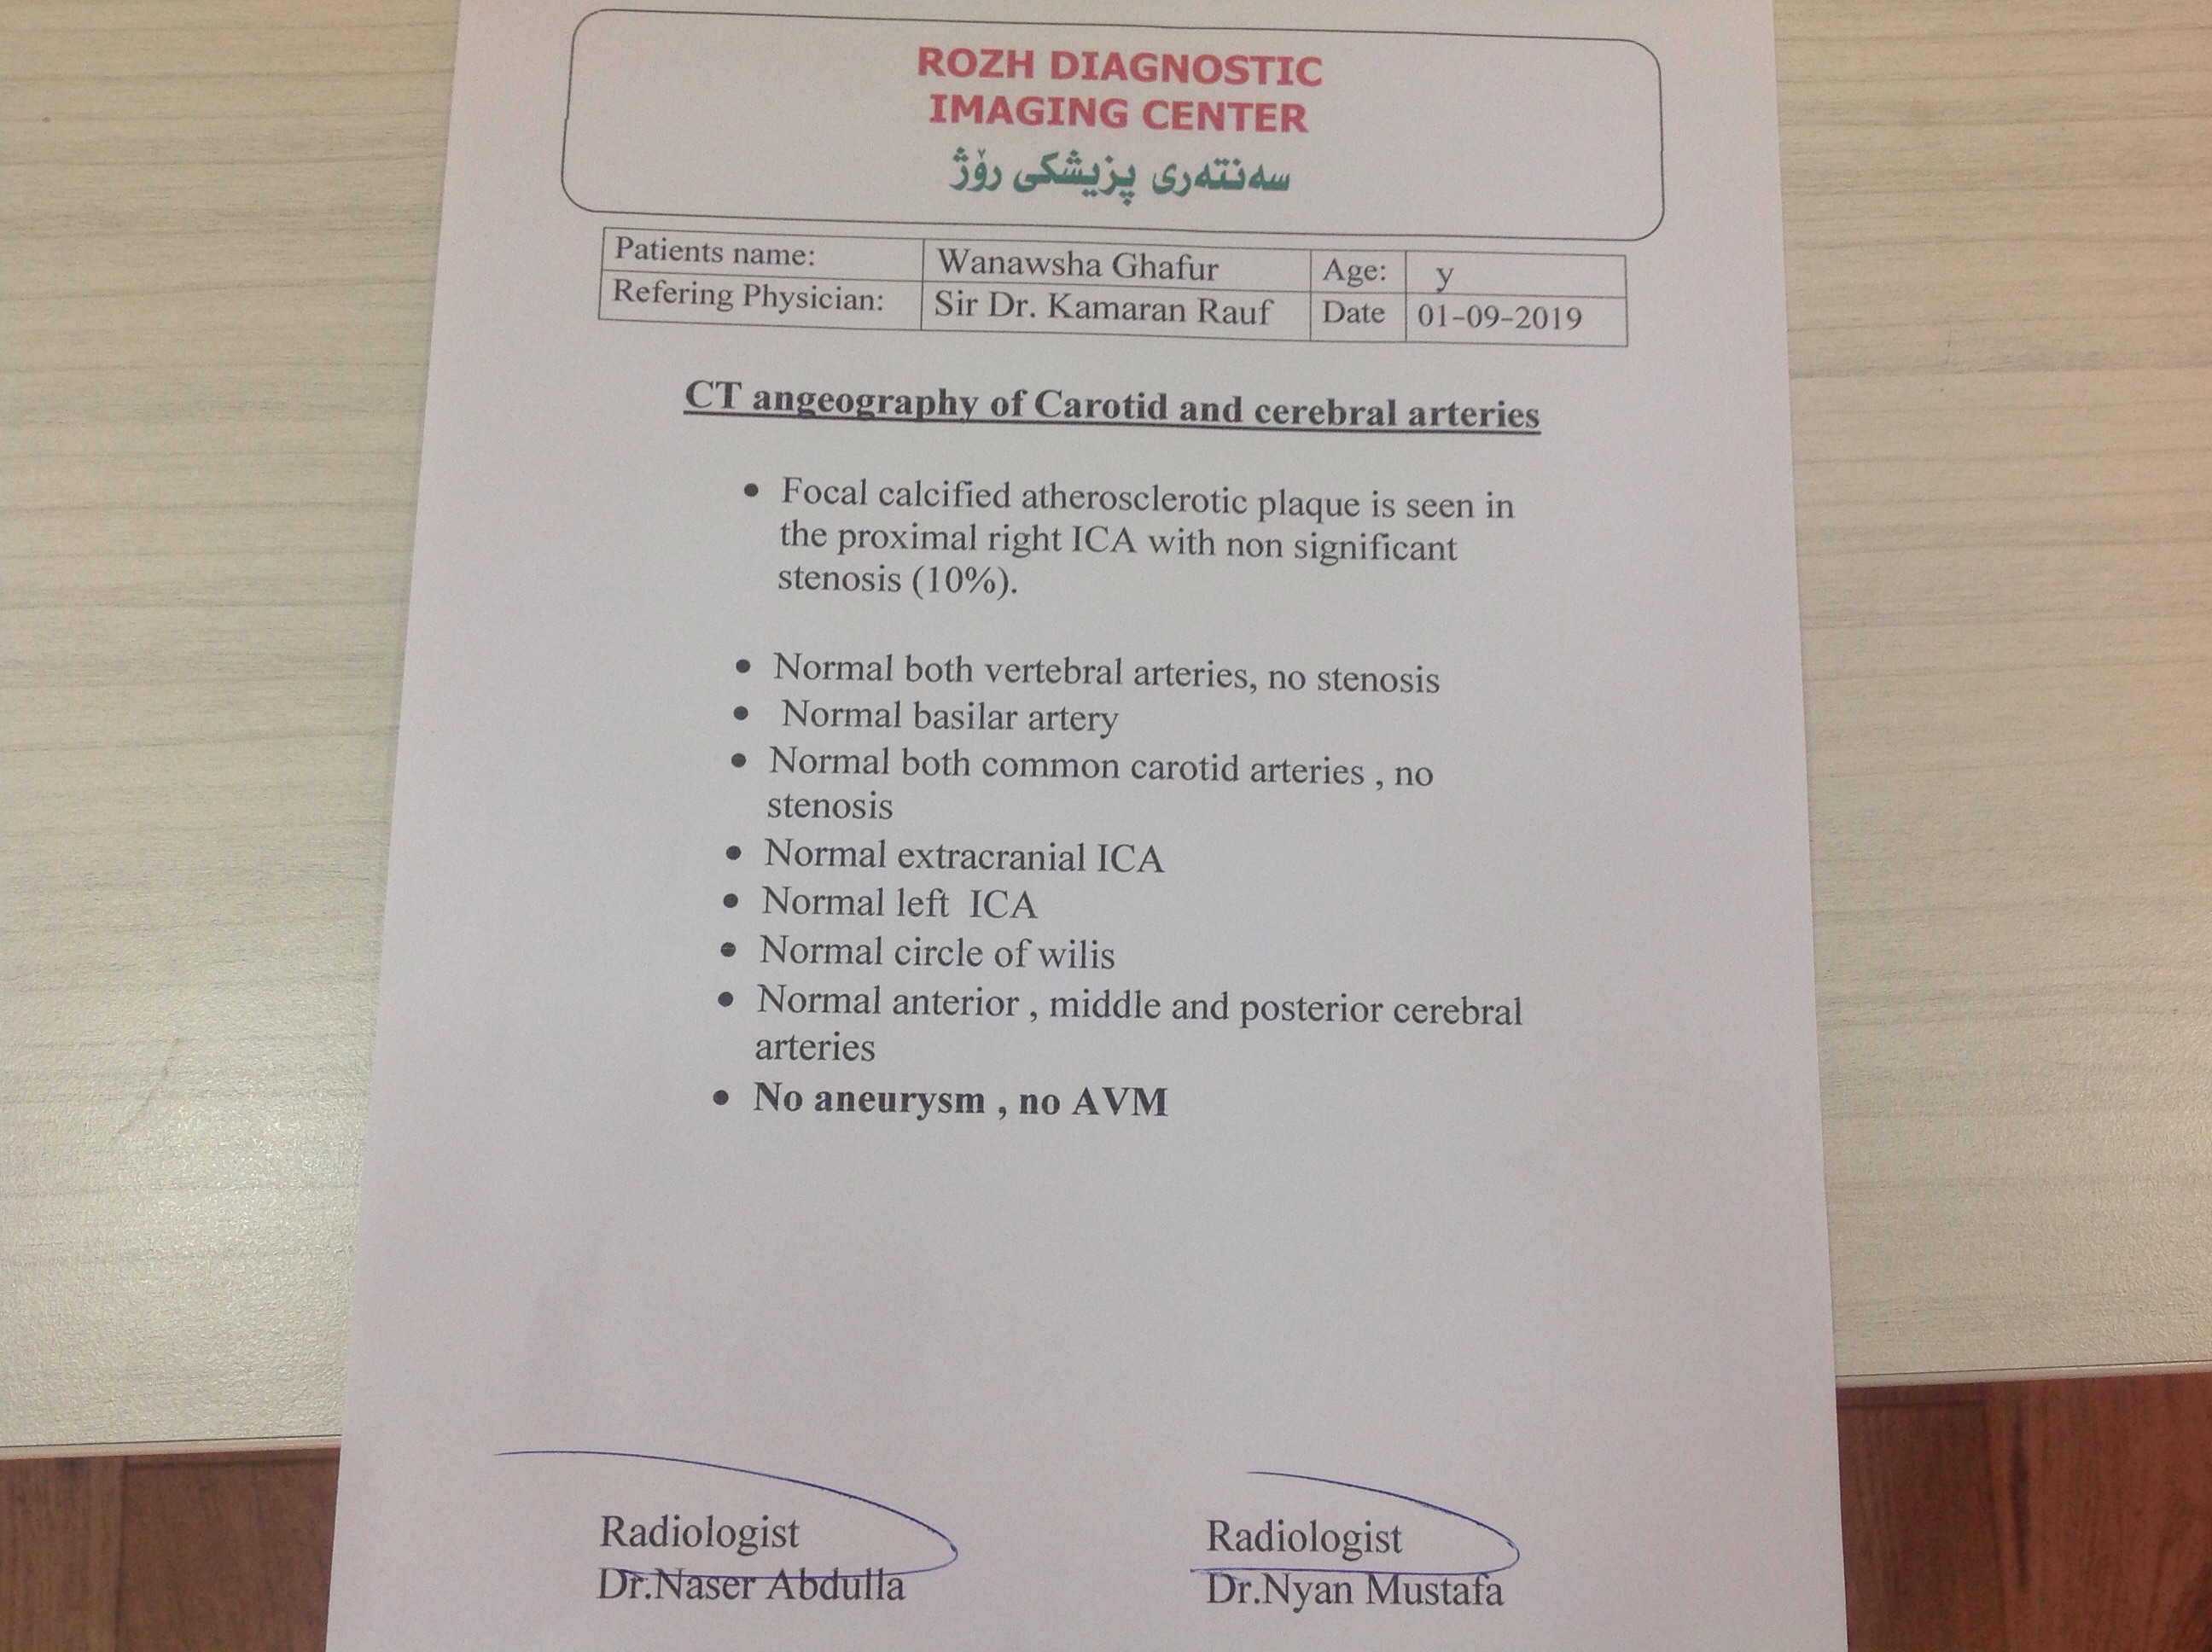 ROZH DIAGNOSTIC
IMAGING CENTER
سەنتەری پزیشکی رۆژ
Patients name: Wanawsha Ghafur Age: y
Refering Physician: Sir Dr. Kamaran Rauf Date 01-09-2019
CT angeography of Carotid and cerebral arteries
• Focal calcified atherosclerotic plaque is seen in
the proximal right ICA with non significant
stenosis (10%).
• Normal both vertebral arteries, no stenosis
• Normal basilar artery
• Normal both common carotid arteries , no
stenosis
• Normal extracranial ICA
• Normal left ICA
• Normal circle of wilis
• Normal anterior , middle and posterior cerebral
arteries
• No aneurysm , no AVM
Radiologist Radiologist
Dr.Naser Abdulla Dr.Nyan Mustafa